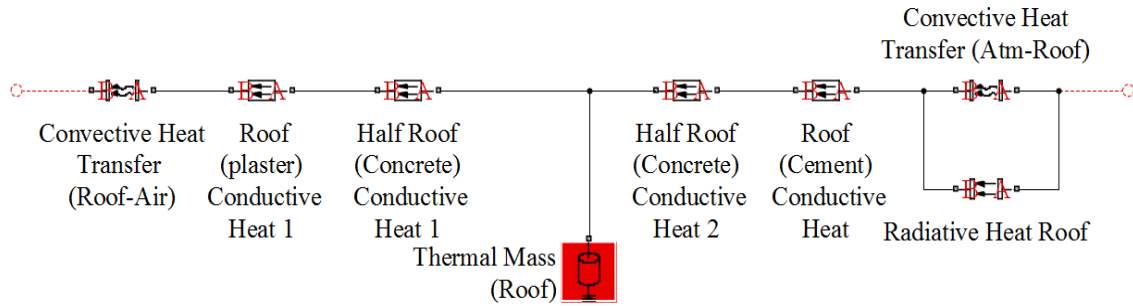 Convective Heat
Transfer (Atm-Roof)
B A
B A
B A
B A
B A
B A
Convective Heat
Transfer
(Roof-Air)
Roof
(plaster)
Conductive
Heat 1
Half Roof
(Concrete)
Conductive
Heat 1
Half Roof
(Concrete)
Conductive
Heat 2
Roof
(Cement)
Conductive
Heat
B A
Radiative Heat Roof
Thermal Mass
(Roof)